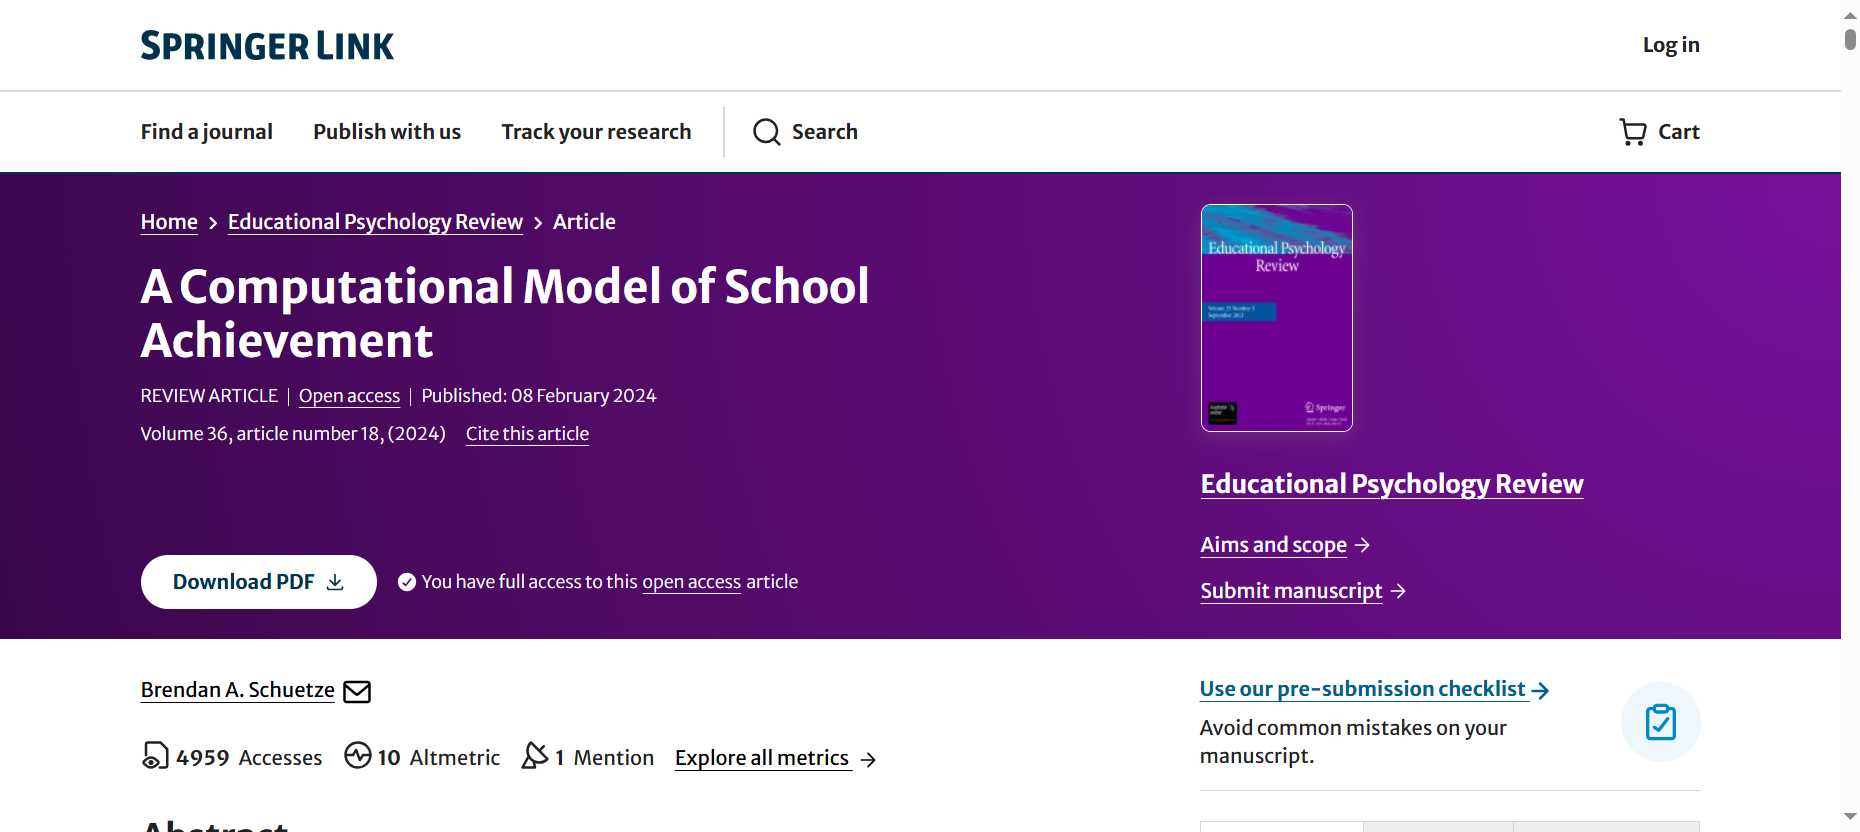 SPRINGER LINK
Log in
Find a journal
Publish with us
Track your research
Search
Cart
Home > Educational Psychology Review > Article
A Computational Model of School
Achievement
REVIEW ARTICLE | Open access | Published: 08 February 2024
Volume 36, article number 18, (2024) Cite this article
Download PDF
You have full access to this open access article
Educational Psychology
Review
Springer
Educational Psychology Review
Aims and scope →
Submit manuscript →
Brendan A. Schuetze
4959 Accesses
10 Altmetric
1 Mention
Explore all metrics →
Use our pre-submission checklist →
Avoid common mistakes on your
manuscript.
Abstract